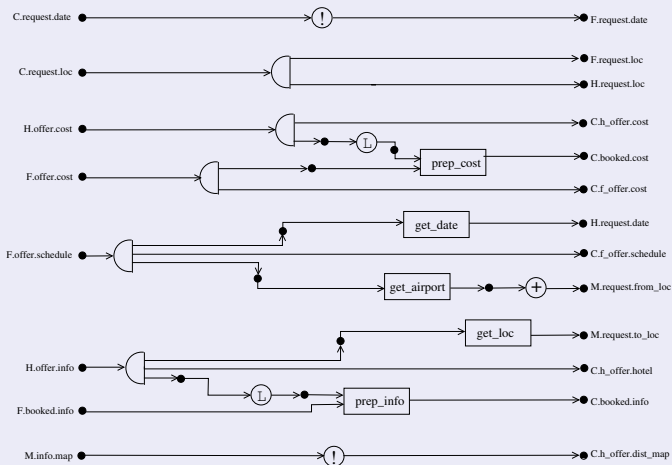 C.request.date ! F.request.date
F.request.loc
C.request.loc
H.request.loc
C.h_offer.cost
H.offer.cost
L
prep_cost C.booked.cost
F.offer.cost
C.f_offer.cost
get_date H.request.date
F.offer.schedule C.f_offer.schedule
get_airport + M.request.from_loc
get_loc M.request.to_loc
H.offer.info C.h_offer.hotel
L prep_info C.booked.info
F.booked.info
M.info.map ! C.h_offer.dist_map